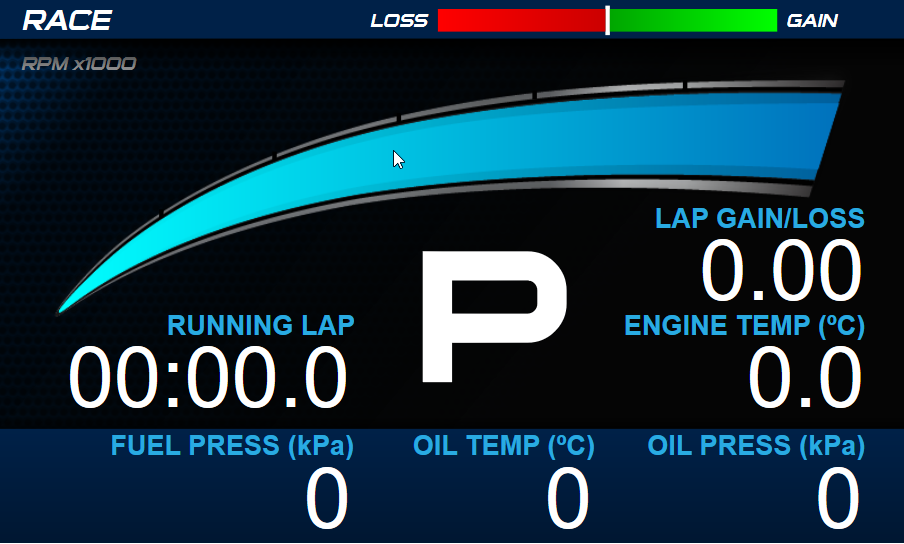 RACE
LOSS
GAIN
RPM x1000
LAP GAIN/LOSS
0.00
P
RUNNING LAP
00:00.0
ENGINE TEMP (ºC)
0.0
FUEL PRESS (kPa)
0
OIL TEMP (ºC)
0
OIL PRESS (kPa)
0